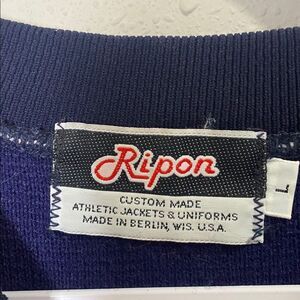 Ripon
CUSTOM MADE
ATHLETIC JACKETS & UNIFORMS
MADE IN BERLIN, WIS. U.S.A.
L